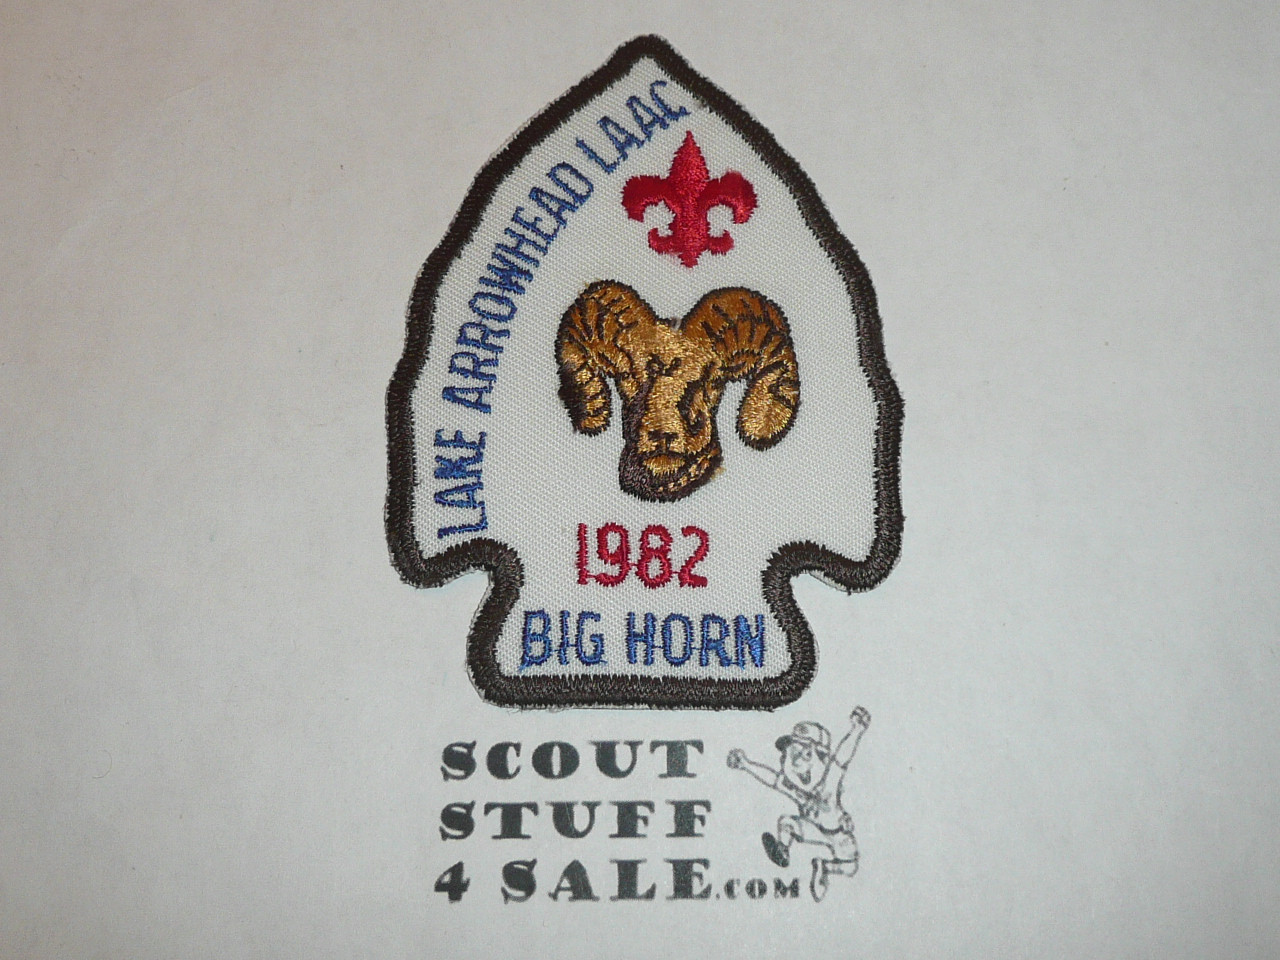 LAKE ARROWHEAD LAAC
1982
BIG HORN
SCOUT
STUFF
4 SALE.COM